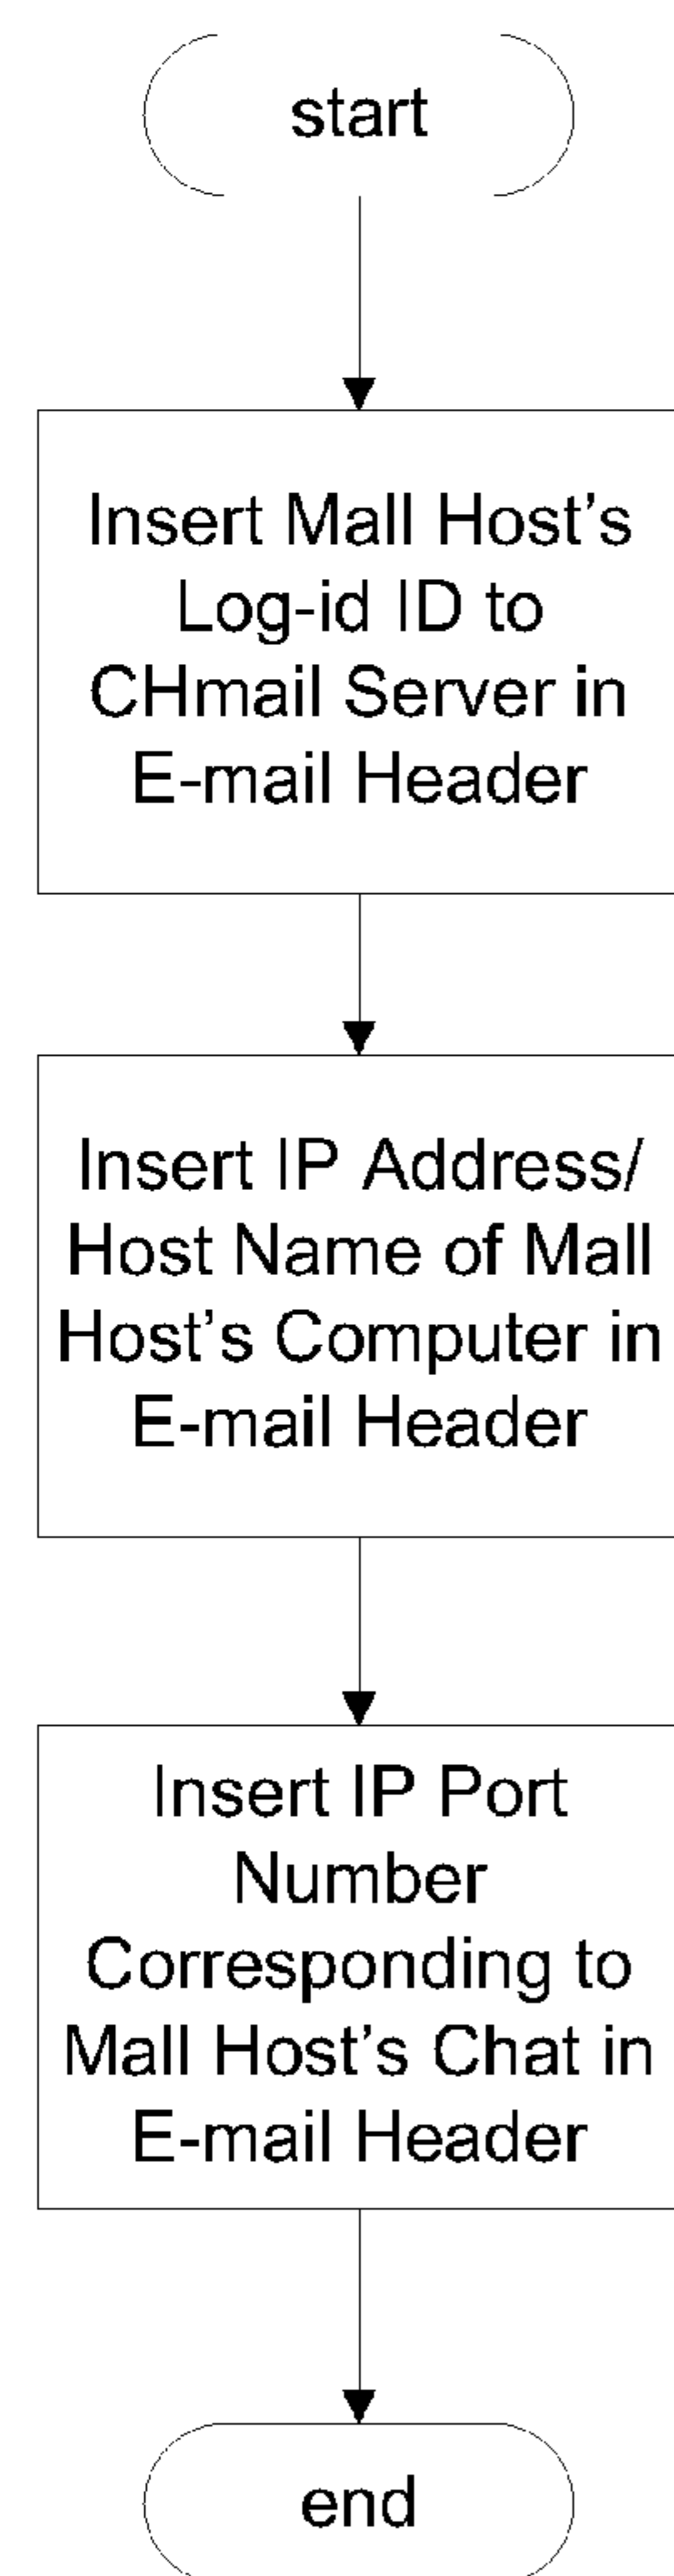 start
Insert Mall Host's
Log-id ID to
CHmail Server in
E-mail Header
Insert IP Address/
Host Name of Mall
Host's Computer in
E-mail Header
Insert IP Port
Number
Corresponding to
Mall Host's Chat in
E-mail Header
end